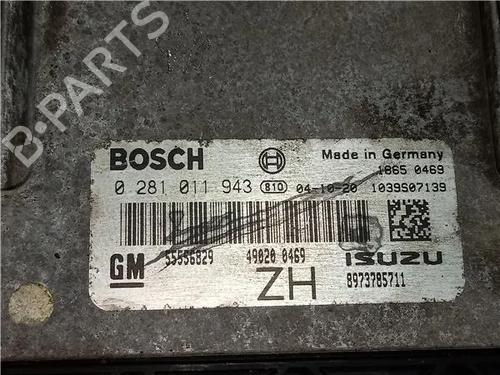 B-PARTS
BOSCH Made in Germany
1865 0469
0 281 011 943 810 04-10-20 1039S07139
GM 55556829 49020 0469 ISUZU
ZH 8973785711